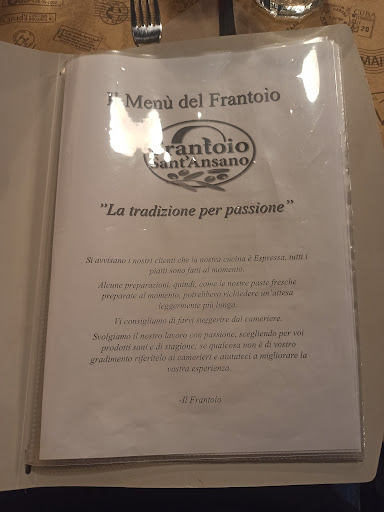 Il Menù del Frantoio
Frantoio
Sant'Ansano
"La tradizione per passione"
Si avvisano i nostri clienti che la nostra cucina è Espressa, tutti i
piatti sono fatti al momento.
Alcune preparazioni, quindi, come le nostre paste fresche
preparate al momento, potrebbero richiedere un'attesa
leggermente più lunga.
Vi consigliamo di farvi suggerire dal cameriere.
Svolgiamo il nostro lavoro con passione, scegliendo per voi
prodotti sani e di stagione; se qualcosa non è di vostro
gradimento riferitelo ai camerieri e aiutateci a migliorare la
vostra esperienza.
-Il Frantoio